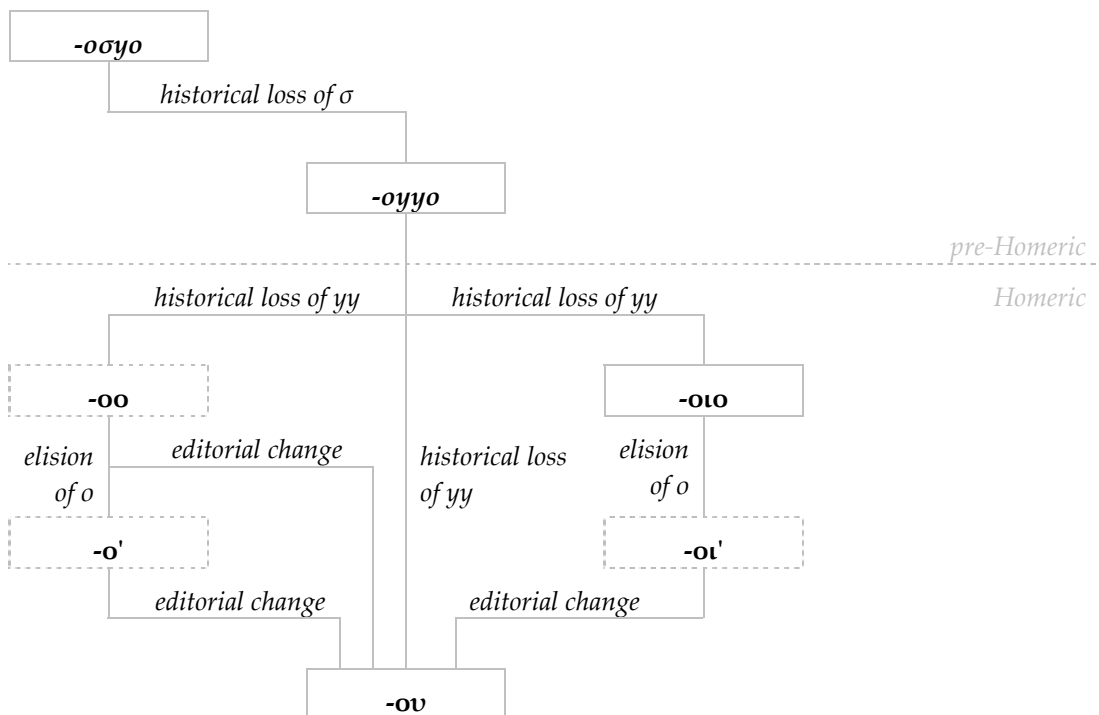 -οσyο
historical loss of σ
-οyyο
pre-Homeric
historical loss of yy
historical loss of yy
Homeric
-οο
-οιο
elision
of ο
editorial change
historical loss
of yy
elision
of ο
-ο'
-οι'
editorial change
editorial change
-ου